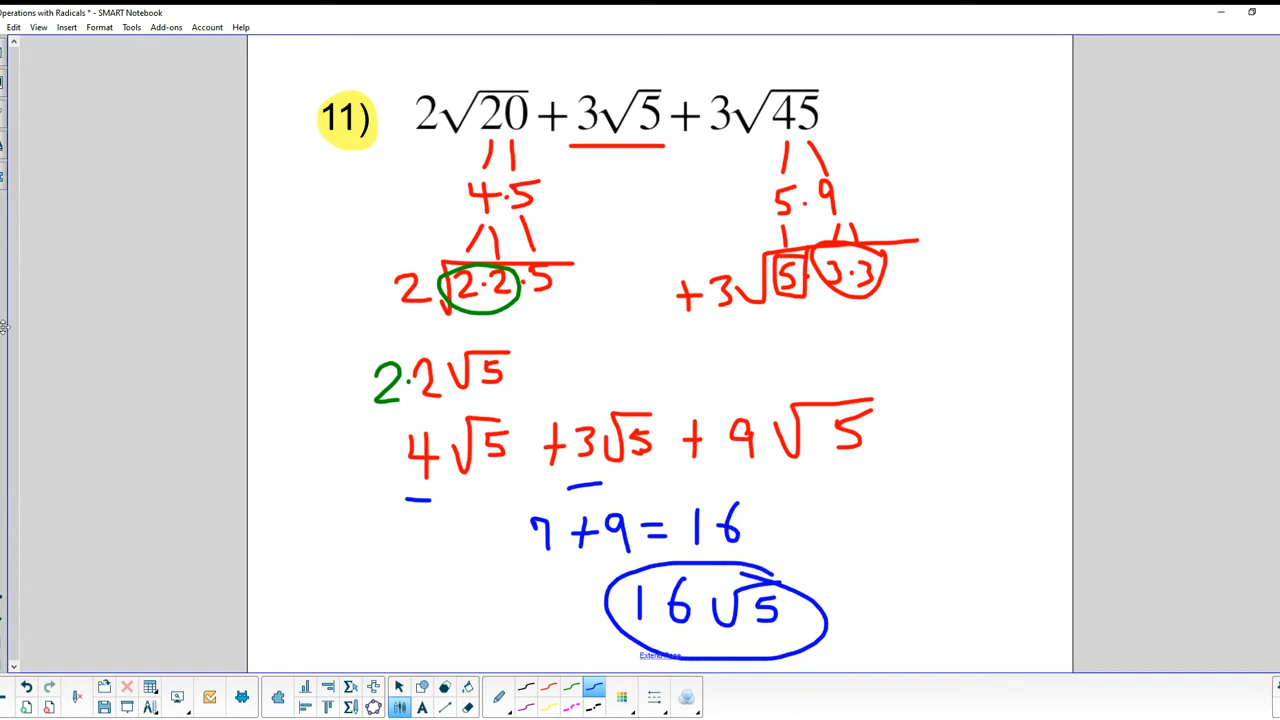 Operations with Radicals * - SMART Notebook
Edit View Insert Format Tools Add-ons Account Help
11) 2√20 + 3√5 + 3√45
4·5 5·9
2√2·2·5 +3√5·3·3
2·2√5
4√5 +3√5 + 9√5
7+9=16
16√5
Extend Page